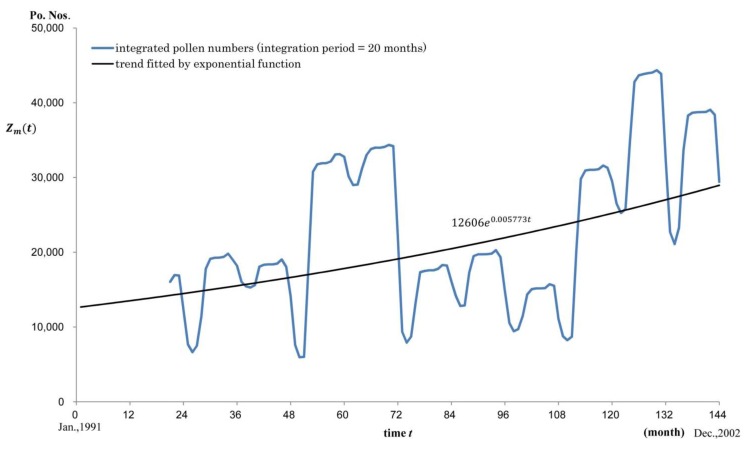 Po. Nos.
50,000
integrated pollen numbers (integration period = 20 months)
trend fitted by exponential function
40,000
Zₘ(t)
30,000
12606e^{0.005773t}
20,000
10,000
0
0 12 24 36 48 60 72 84 96 108 120 132 144
Jan.,1991 time t (month) Dec.,2002